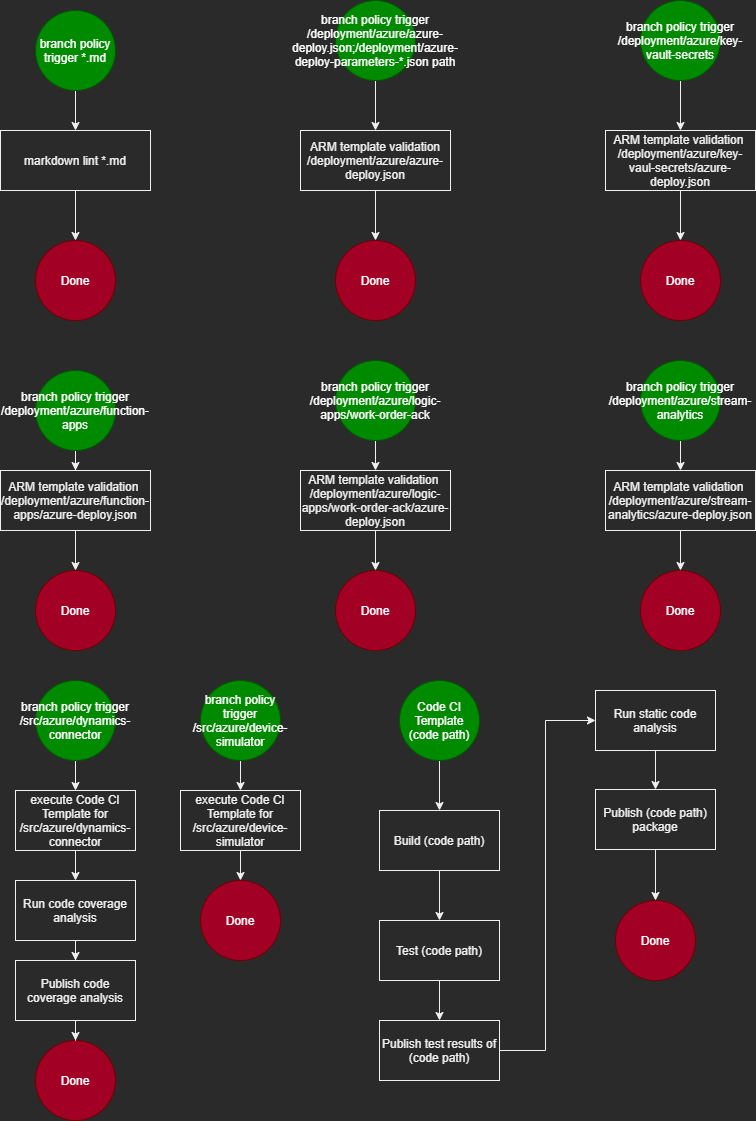 branch policy
trigger *.md
markdown lint *.md
Done
branch policy trigger
/deployment/azure/azure-
deploy.json;/deployment/azure-
deploy-parameters-*.json path
ARM template validation
/deployment/azure/azure-
deploy.json
Done
branch policy trigger
/deployment/azure/key-
vault-secrets
ARM template validation
/deployment/azure/key-
vaul-secrets/azure-
deploy.json
Done
branch policy trigger
/deployment/azure/function-
apps
ARM template validation
/deployment/azure/function-
apps/azure-deploy.json
Done
branch policy trigger
/deployment/azure/logic-
apps/work-order-ack
ARM template validation
/deployment/azure/logic-
apps/work-order-ack/azure-
deploy.json
Done
branch policy trigger
/deployment/azure/stream-
analytics
ARM template validation
/deployment/azure/stream-
analytics/azure-deploy.json
Done
branch policy trigger
/src/azure/dynamics-
connector
execute Code CI
Template for
/src/azure/dynamics-
connector
Run code coverage
analysis
Publish code
coverage analysis
Done
branch policy
trigger
/src/azure/device-
simulator
execute Code CI
Template for
/src/azure/device-
simulator
Done
Code CI
Template
(code path)
Build (code path)
Test (code path)
Publish test results of
(code path)
Run static code
analysis
Publish (code path)
package
Done